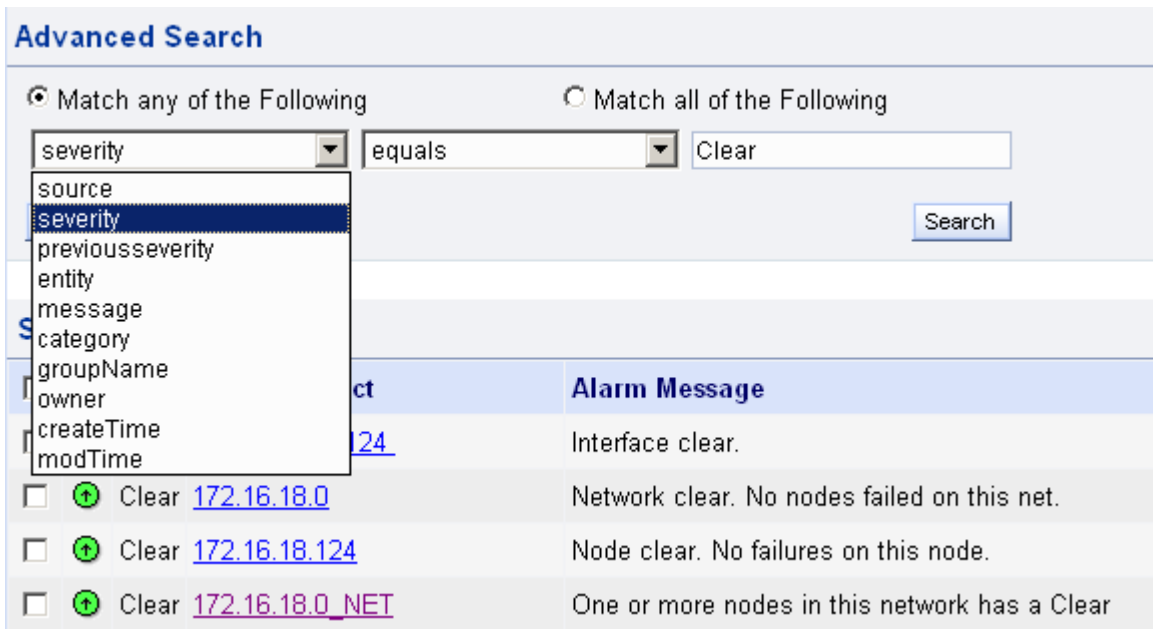 Advanced Search
Match any of the Following Match all of the Following
severity equals Clear
source
severity
previousseverity
entity
message
category
groupName
owner
createTime
modTime
Search
S
ct Alarm Message
124 Interface clear.
Clear 172.16.18.0 Network clear. No nodes failed on this net.
Clear 172.16.18.124 Node clear. No failures on this node.
Clear 172.16.18.0_NET One or more nodes in this network has a Clear